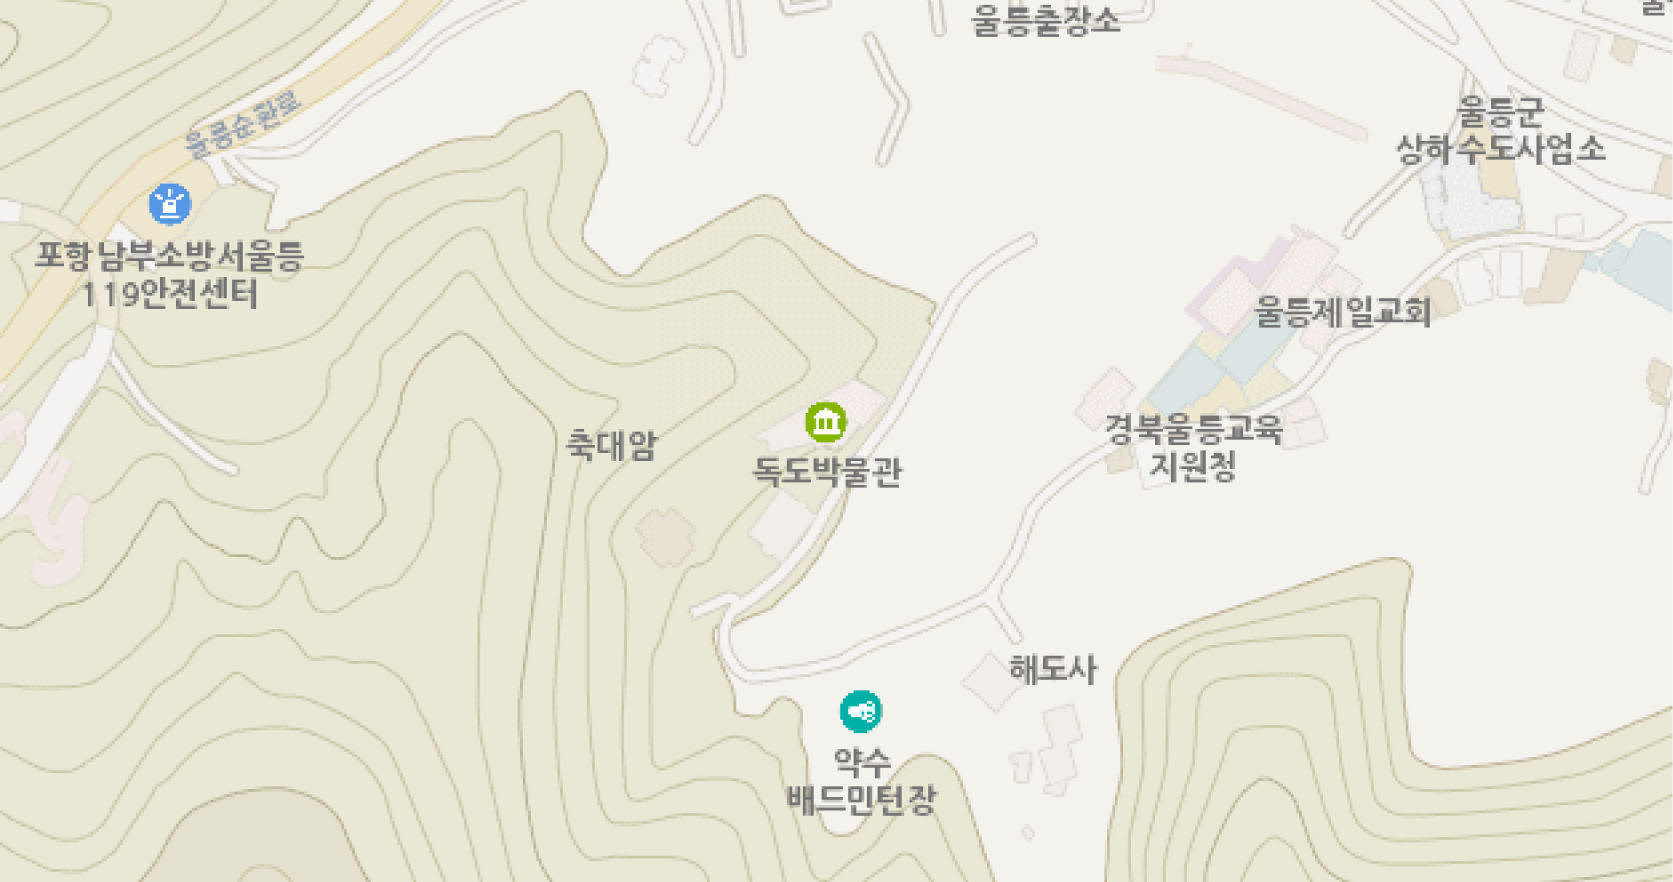 울릉출장소
울릉순환로
울릉군
상하수도사업소
포항남부소방서울릉
119안전센터
울릉제일교회
축대암
독도박물관
경북울릉교육
지원청
해도사
약수
배드민턴장